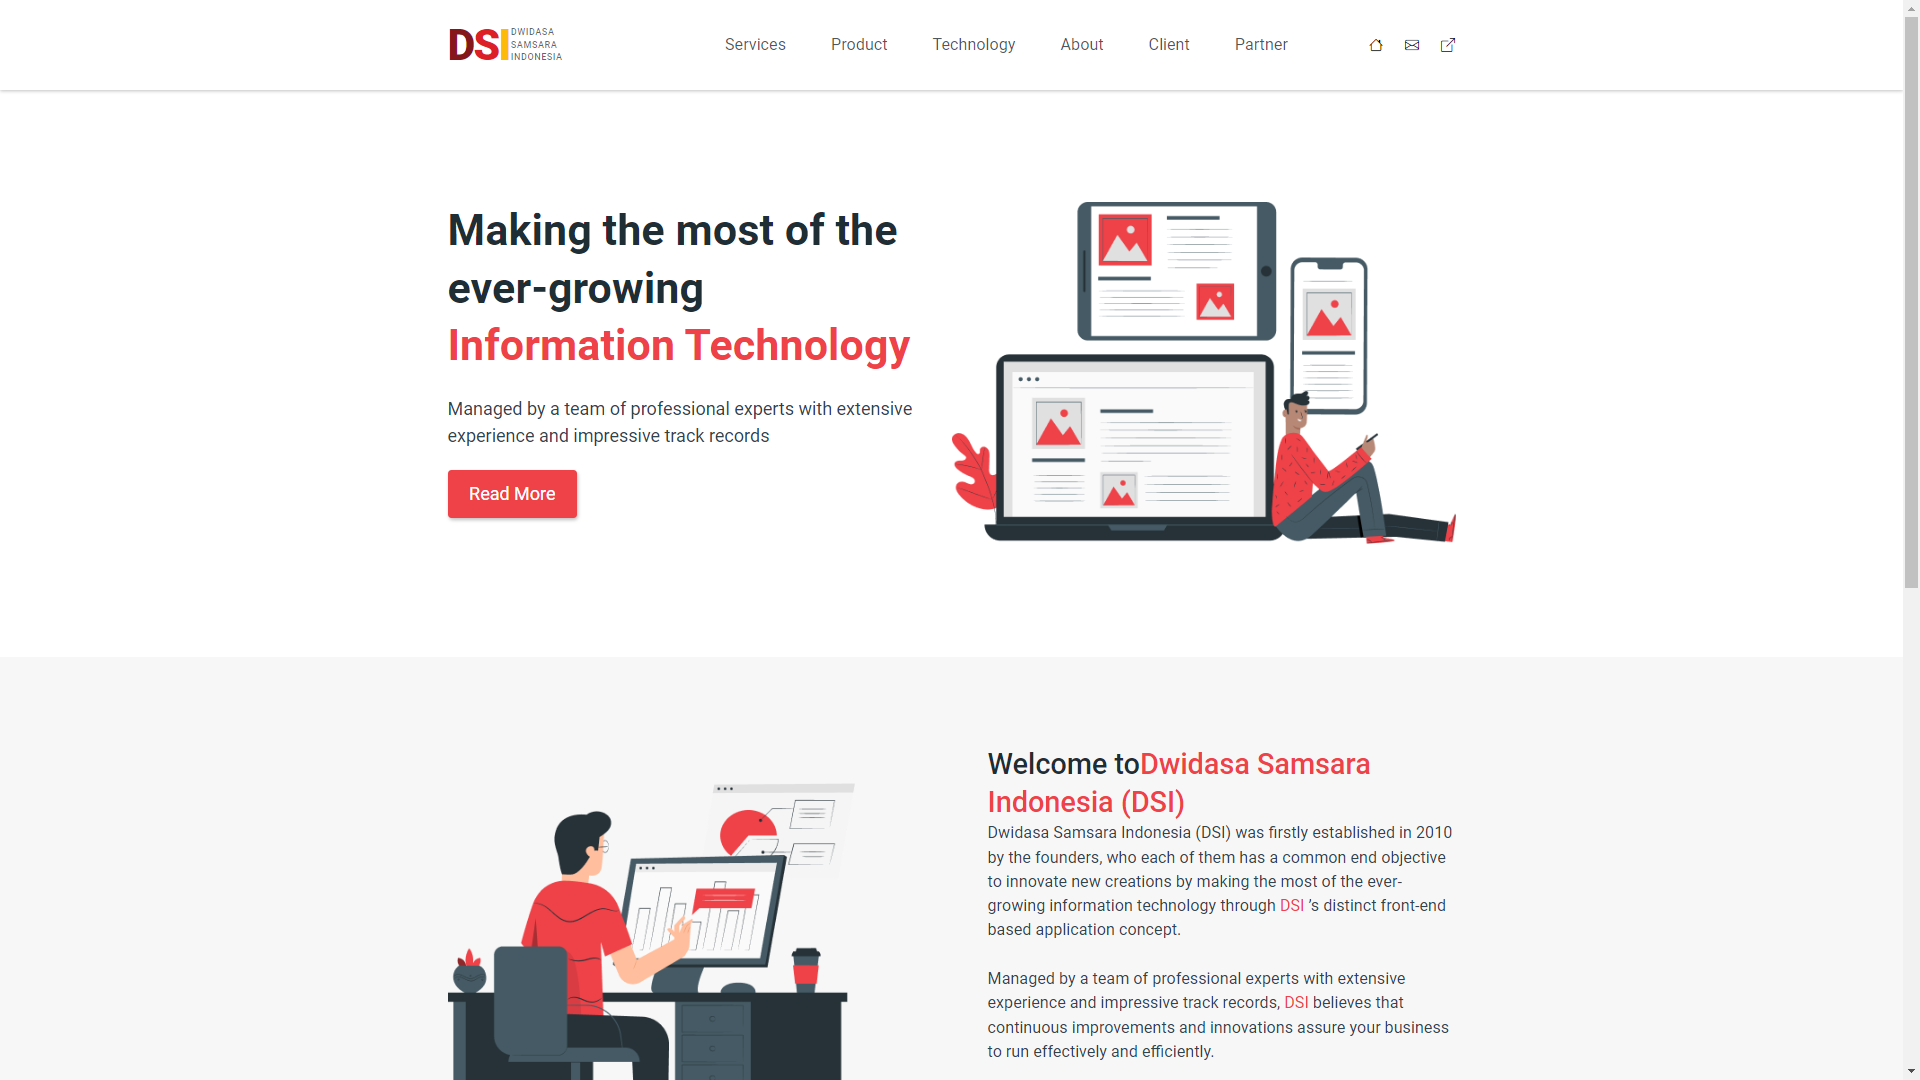 DSI
DWIDASA
SAMSARA
INDONESIA
Services
Product
Technology
About
Client
Partner
Making the most of the
ever-growing
Information Technology
Managed by a team of professional experts with extensive
experience and impressive track records
Read More
Welcome toDwidasa Samsara
Indonesia (DSI)
Dwidasa Samsara Indonesia (DSI) was firstly established in 2010
by the founders, who each of them has a common end objective
to innovate new creations by making the most of the ever-
growing information technology through DSI ’s distinct front-end
based application concept.
Managed by a team of professional experts with extensive
experience and impressive track records, DSI believes that
continuous improvements and innovations assure your business
to run effectively and efficiently.